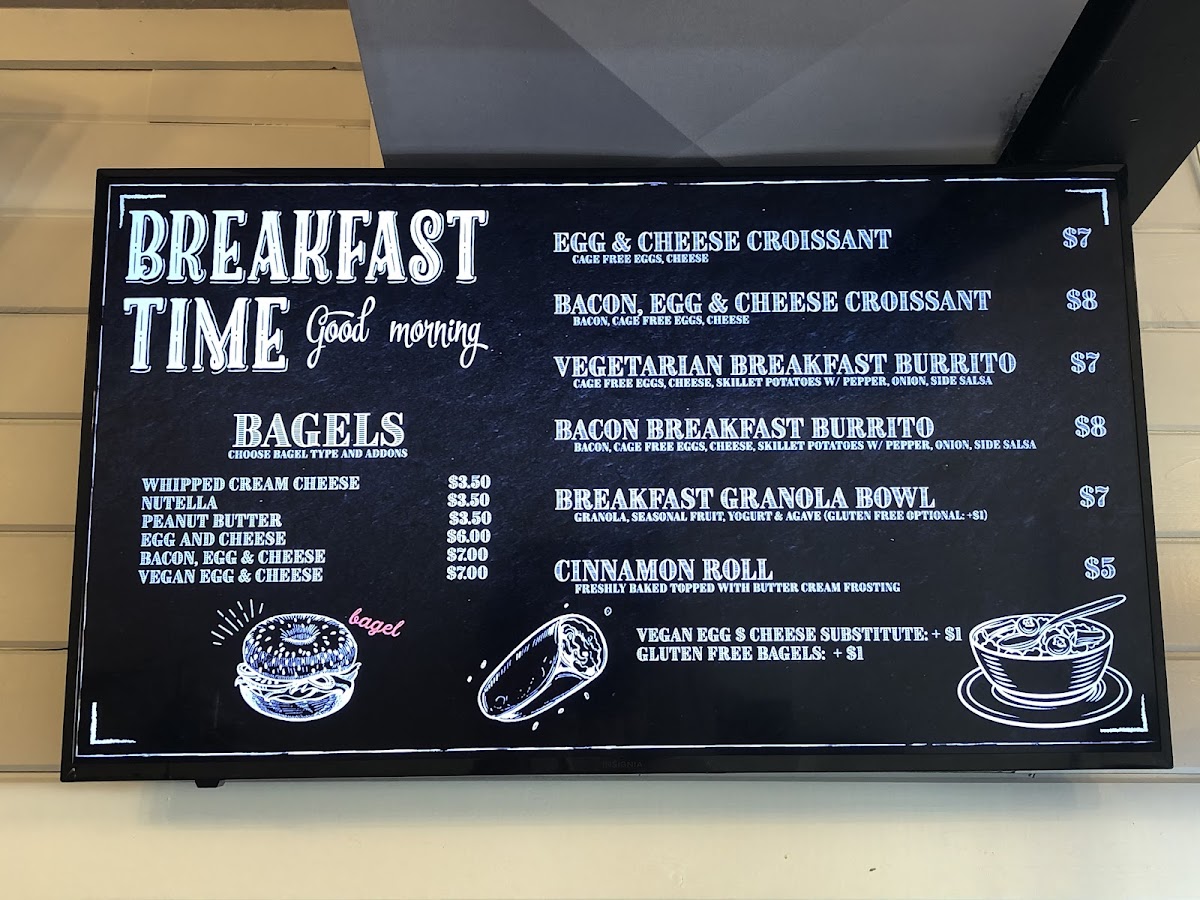 BREAKFAST
TIME Good morning
BAGELS
CHOOSE BAGEL TYPE AND ADDONS
WHIPPED CREAM CHEESE $3.50
NUTELLA $3.50
PEANUT BUTTER $3.50
EGG AND CHEESE $6.00
BACON, EGG & CHEESE $7.00
VEGAN EGG & CHEESE $7.00
bagel
EGG & CHEESE CROISSANT $7
CAGE FREE EGGS, CHEESE
BACON, EGG & CHEESE CROISSANT $8
BACON, CAGE FREE EGGS, CHEESE
VEGETARIAN BREAKFAST BURRITO $7
CAGE FREE EGGS, CHEESE, SKILLET POTATOES W/ PEPPER, ONION, SIDE SALSA
BACON BREAKFAST BURRITO $8
BACON, CAGE FREE EGGS, CHEESE, SKILLET POTATOES W/ PEPPER, ONION, SIDE SALSA
BREAKFAST GRANOLA BOWL $7
GRANOLA, SEASONAL FRUIT, YOGURT & AGAVE (GLUTEN FREE OPTIONAL: +$1)
CINNAMON ROLL $5
FRESHLY BAKED TOPPED WITH BUTTER CREAM FROSTING
VEGAN EGG $ CHEESE SUBSTITUTE: + $1
GLUTEN FREE BAGELS: + $1
INSIGNIA